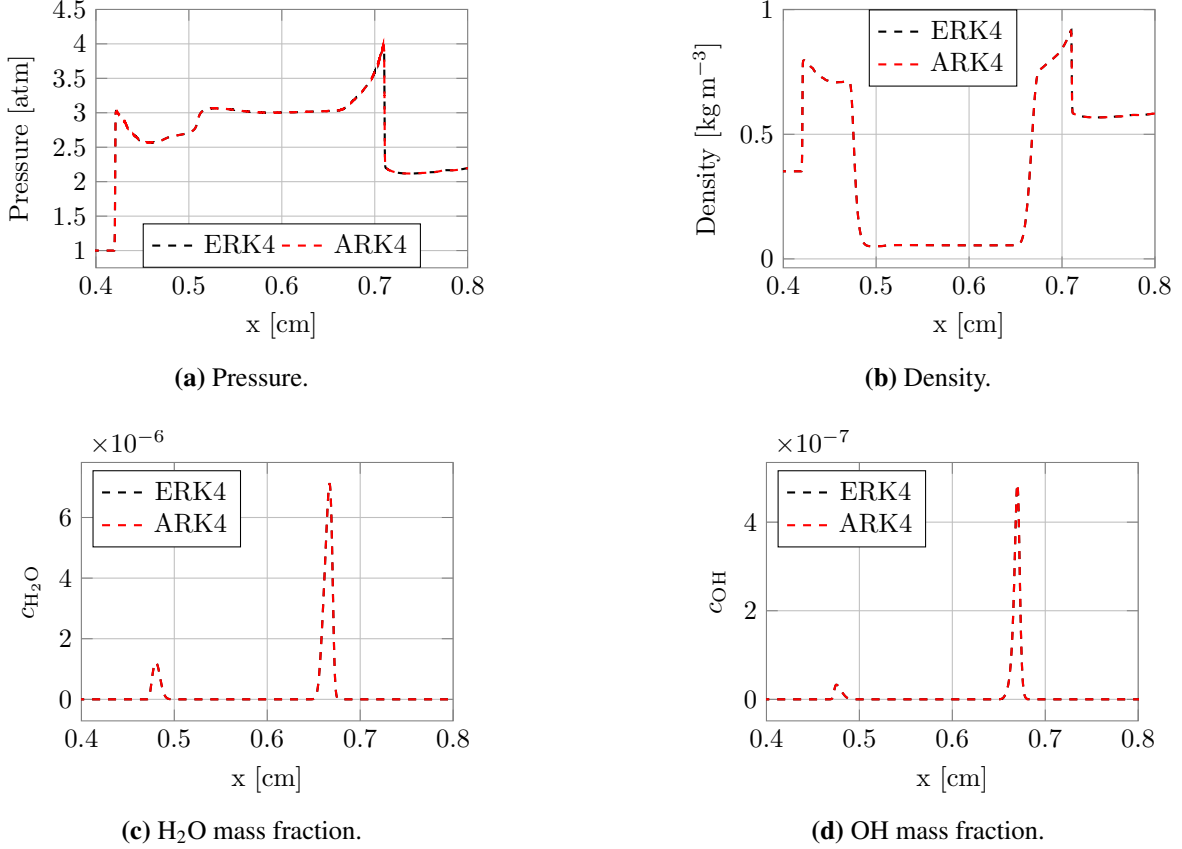 4.5
4
3.5
3
2.5
2
1.5
1
Pressure [atm]
ERK4 ARK4
0.4 0.5 0.6 0.7 0.8
x [cm]
(a) Pressure.
1
0.5
0
Density [kg m⁻³]
ERK4
ARK4
0.4 0.5 0.6 0.7 0.8
x [cm]
(b) Density.
×10⁻⁶
6
4
2
0
c_H₂O
ERK4
ARK4
0.4 0.5 0.6 0.7 0.8
x [cm]
(c) H₂O mass fraction.
×10⁻⁷
4
2
0
c_OH
ERK4
ARK4
0.4 0.5 0.6 0.7 0.8
x [cm]
(d) OH mass fraction.